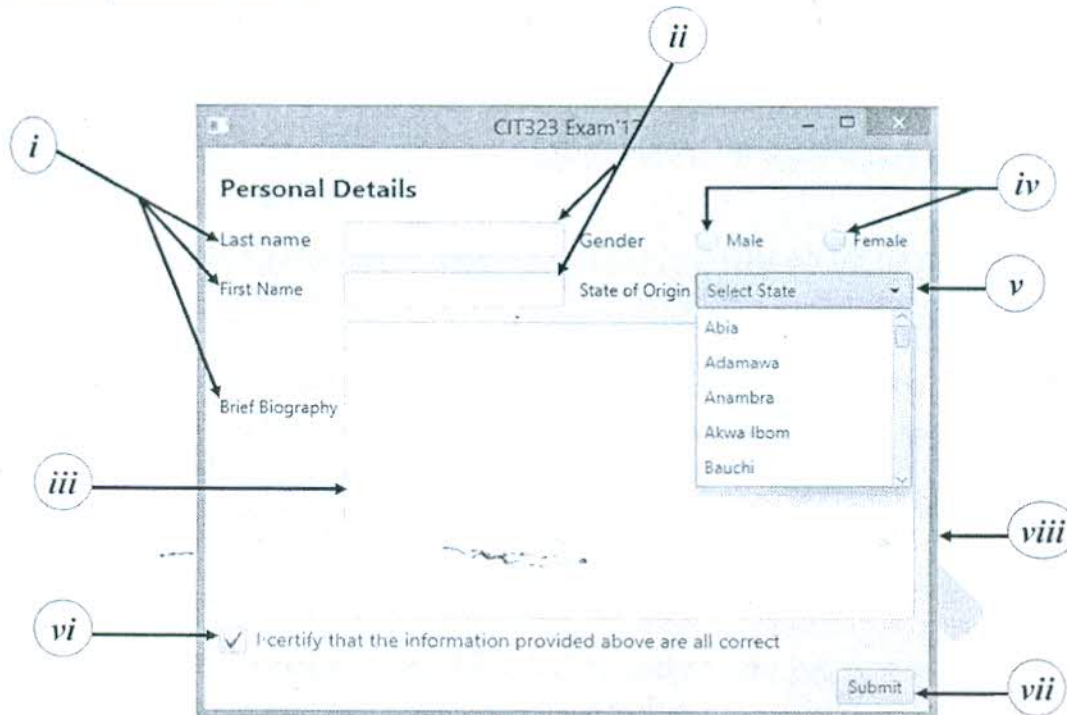 ii
CIT323 Exam'17
i
Personal Details
iv
Last name Gender Male Female
First Name State of Origin Select State
v
Abia
Adamawa
Anambra
Brief Biography
Akwa Ibom
Bauchi
iii
viii
vi
I certify that the information provided above are all correct
Submit
vii